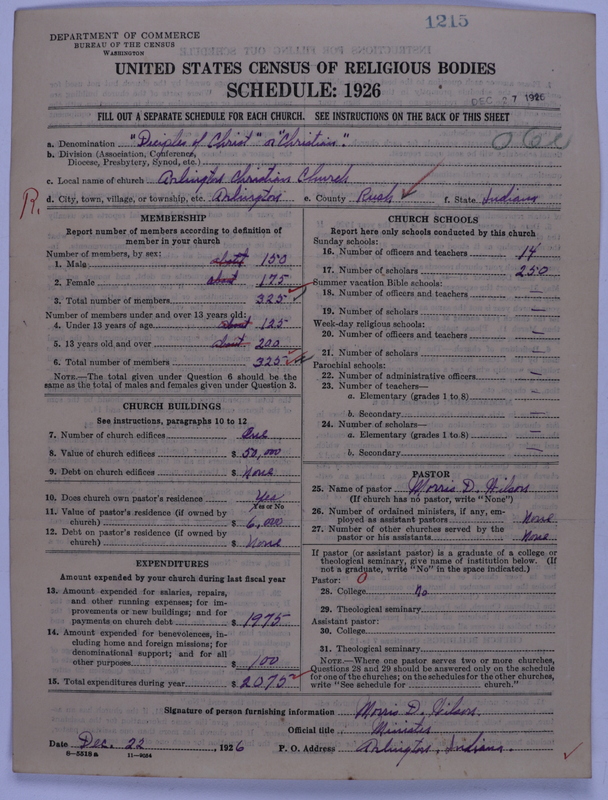 1215
DEPARTMENT OF COMMERCE
BUREAU OF THE CENSUS
WASHINGTON
UNITED STATES CENSUS OF RELIGIOUS BODIES
SCHEDULE: 1926
DEC 27 1926
FILL OUT A SEPARATE SCHEDULE FOR EACH CHURCH. SEE INSTRUCTIONS ON THE BACK OF THIS SHEET
a. Denomination "Diciples of Christ" or "Christian".
b. Division (Association, Conference,
Diocese, Presbytery, Synod, etc.)
c. Local name of church Arlington Christian Church
R.
d. City, town, village, or township, etc. Arlington e. County Rush f. State Indiana
MEMBERSHIP
Report number of members according to definition of
member in your church
Number of members, by sex:
1. Male about 150
2. Female about 175
3. Total number of members 325
Number of members under and over 13 years old:
4. Under 13 years of age about 125
5. 13 years old and over about 200
6. Total number of members 325
NOTE.—The total given under Question 6 should be the
same as the total of males and females given under Question 3.
CHURCH BUILDINGS
See instructions, paragraphs 10 to 12
7. Number of church edifices One
8. Value of church edifices $ 50,000
9. Debt on church edifices $ None
10. Does church own pastor's residence Yes
Yes or No
11. Value of pastor's residence (if owned by
church) $ 6,000
12. Debt on pastor's residence (if owned by
church) $ None
EXPENDITURES
Amount expended by your church during last fiscal year
13. Amount expended for salaries, repairs,
and other running expenses; for im-
provements or new buildings; and for
payments on church debt $ 1975
14. Amount expended for benevolences, in-
cluding home and foreign missions; for
denominational support; and for all
other purposes $ 100
15. Total expenditures during year $ 2075
CHURCH SCHOOLS
Report here only schools conducted by this church
Sunday schools:
16. Number of officers and teachers 14
17. Number of scholars 250
Summer vacation Bible schools:
18. Number of officers and teachers —
19. Number of scholars —
Week-day religious schools:
20. Number of officers and teachers —
21. Number of scholars —
Parochial schools:
22. Number of administrative officers —
23. Number of teachers—
a. Elementary (grades 1 to 8) —
b. Secondary —
24. Number of scholars—
a. Elementary (grades 1 to 8) —
b. Secondary —
PASTOR
25. Name of pastor Morris D. Wilson
(If church has no pastor, write "None")
26. Number of ordained ministers, if any, em-
ployed as assistant pastors None
27. Number of other churches served by the
pastor or his assistants None
If pastor (or assistant pastor) is a graduate of a college or
theological seminary, give name of institution below. (If
not a graduate, write "No" in the space indicated.)
Pastor: 0
28. College No
29. Theological seminary
Assistant pastor:
30. College
31. Theological seminary
NOTE.—Where one pastor serves two or more churches,
Questions 28 and 29 should be answered only on the schedule
for one of the churches; on the schedules for the other churches,
write "See schedule for church."
Signature of person furnishing information Morris D. Wilson.
Official title Minister
Date Dec. 22, 1926 P. O. Address Arlington, Indiana.
8—5518a 11—9084